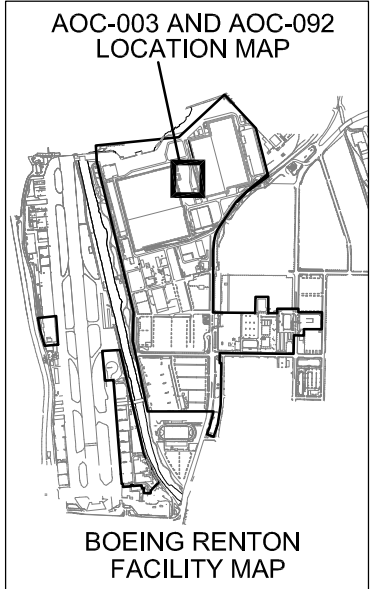 AOC-003 AND AOC-092
LOCATION MAP
BOEING RENTON
FACILITY MAP